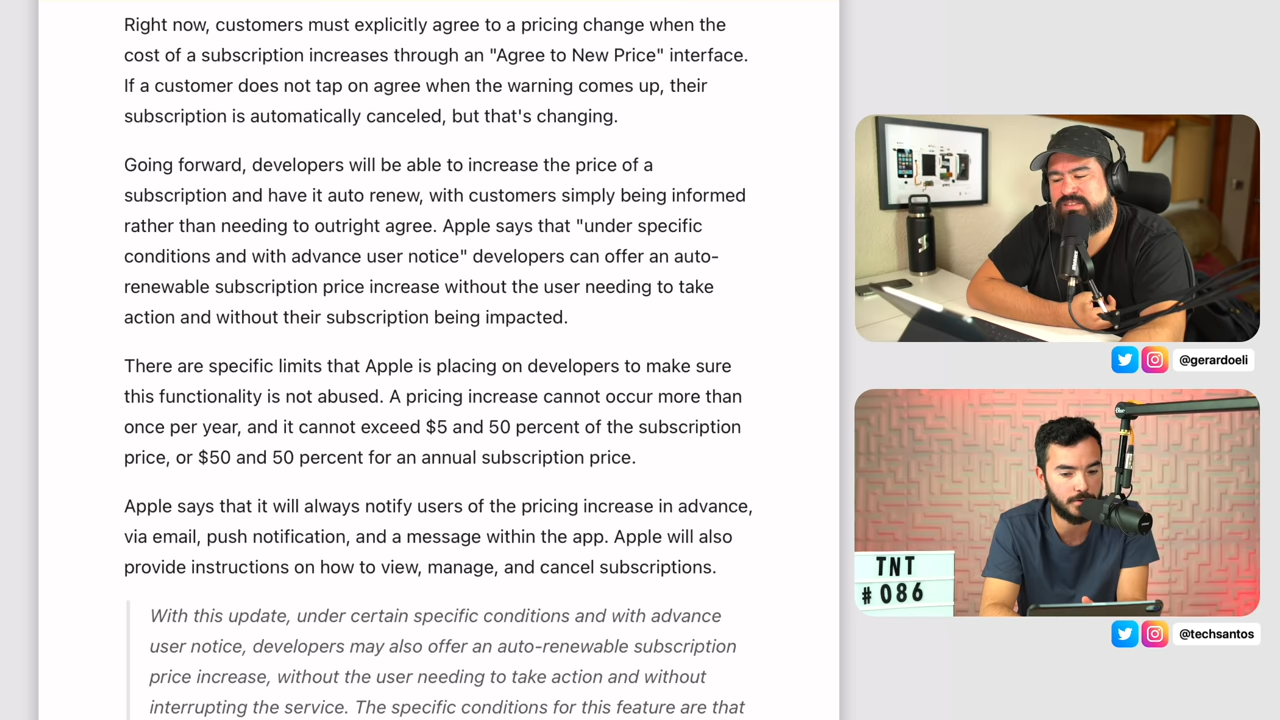 Right now, customers must explicitly agree to a pricing change when the
cost of a subscription increases through an "Agree to New Price" interface.
If a customer does not tap on agree when the warning comes up, their
subscription is automatically canceled, but that's changing.
Going forward, developers will be able to increase the price of a
subscription and have it auto renew, with customers simply being informed
rather than needing to outright agree. Apple says that "under specific
conditions and with advance user notice" developers can offer an auto-
renewable subscription price increase without the user needing to take
action and without their subscription being impacted.
There are specific limits that Apple is placing on developers to make sure
this functionality is not abused. A pricing increase cannot occur more than
once per year, and it cannot exceed $5 and 50 percent of the subscription
price, or $50 and 50 percent for an annual subscription price.
Apple says that it will always notify users of the pricing increase in advance,
via email, push notification, and a message within the app. Apple will also
provide instructions on how to view, manage, and cancel subscriptions.
With this update, under certain specific conditions and with advance
user notice, developers may also offer an auto-renewable subscription
price increase, without the user needing to take action and without
interrupting the service. The specific conditions for this feature are that
@gerardoeli
TNT
#086
@techsantos